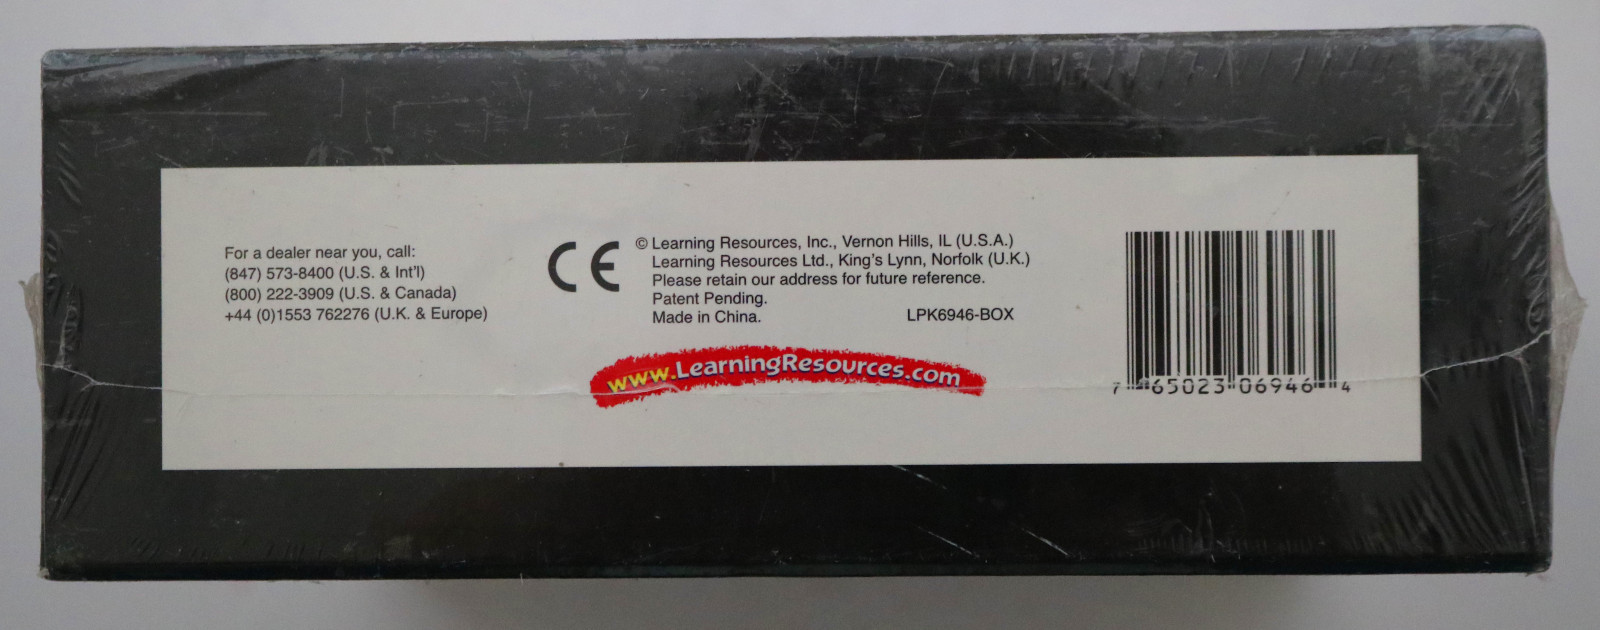 For a dealer near you, call:
(847) 573-8400 (U.S. & Int'l)
(800) 222-3909 (U.S. & Canada)
+44 (0)1553 762276 (U.K. & Europe)
CE
© Learning Resources, Inc., Vernon Hills, IL (U.S.A.)
Learning Resources Ltd., King's Lynn, Norfolk (U.K.)
Please retain our address for future reference.
Patent Pending.
Made in China. LPK6946-BOX
www.LearningResources.com
7 65023 06946 4